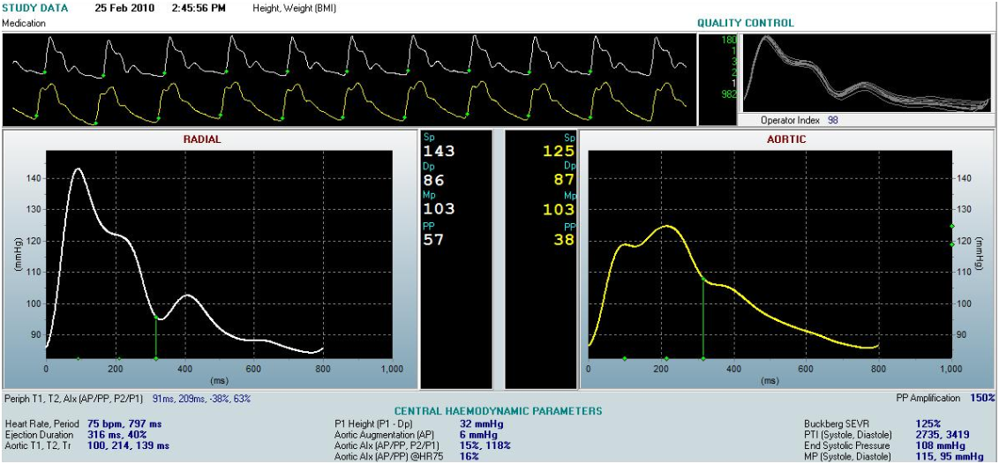 STUDY DATA 25 Feb 2010 2:45:56 PM Height, Weight (BMI)
Medication
QUALITY CONTROL
180
1
3
2
1
982
Operator Index 98
RADIAL
140
130
120
110
100
90
(mmHg)
0 200 400 600 800 1,000
(ms)
Sp
143
Dp
86
Mp
103
PP
57
Sp
125
Dp
87
Mp
103
PP
38
AORTIC
140
130
120
110
100
90
(mmHg)
0 200 400 600 800 1,000
(ms)
Periph T1, T2, AIx (AP/PP, P2/P1) 91ms, 209ms, -38%, 63%
PP Amplification 150%
CENTRAL HAEMODYNAMIC PARAMETERS
Heart Rate, Period 75 bpm, 797 ms
Ejection Duration 316 ms, 40%
Aortic T1, T2, Tr 100, 214, 139 ms
P1 Height (P1 - Dp) 32 mmHg
Aortic Augmentation (AP) 6 mmHg
Aortic AIx (AP/PP, P2/P1) 15%, 118%
Aortic AIx (AP/PP) @HR75 16%
Buckberg SEVR 125%
PTI (Systole, Diastole) 2735, 3419
End Systolic Pressure 108 mmHg
MP (Systole, Diastole) 115, 95 mmHg